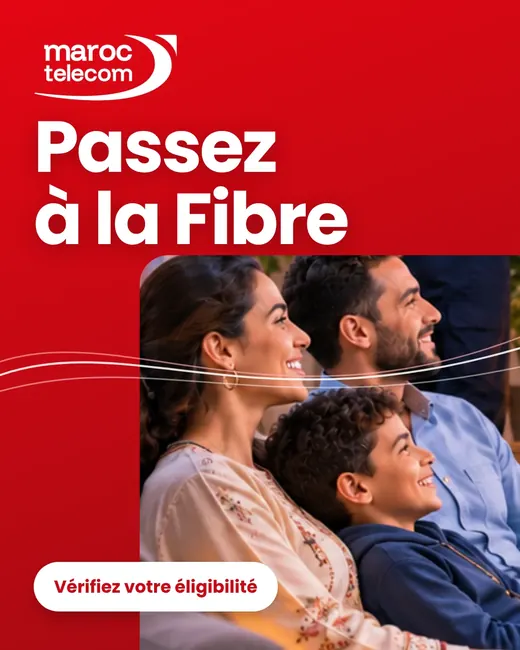 maroc
telecom
Passez
à la Fibre
Vérifiez votre éligibilité